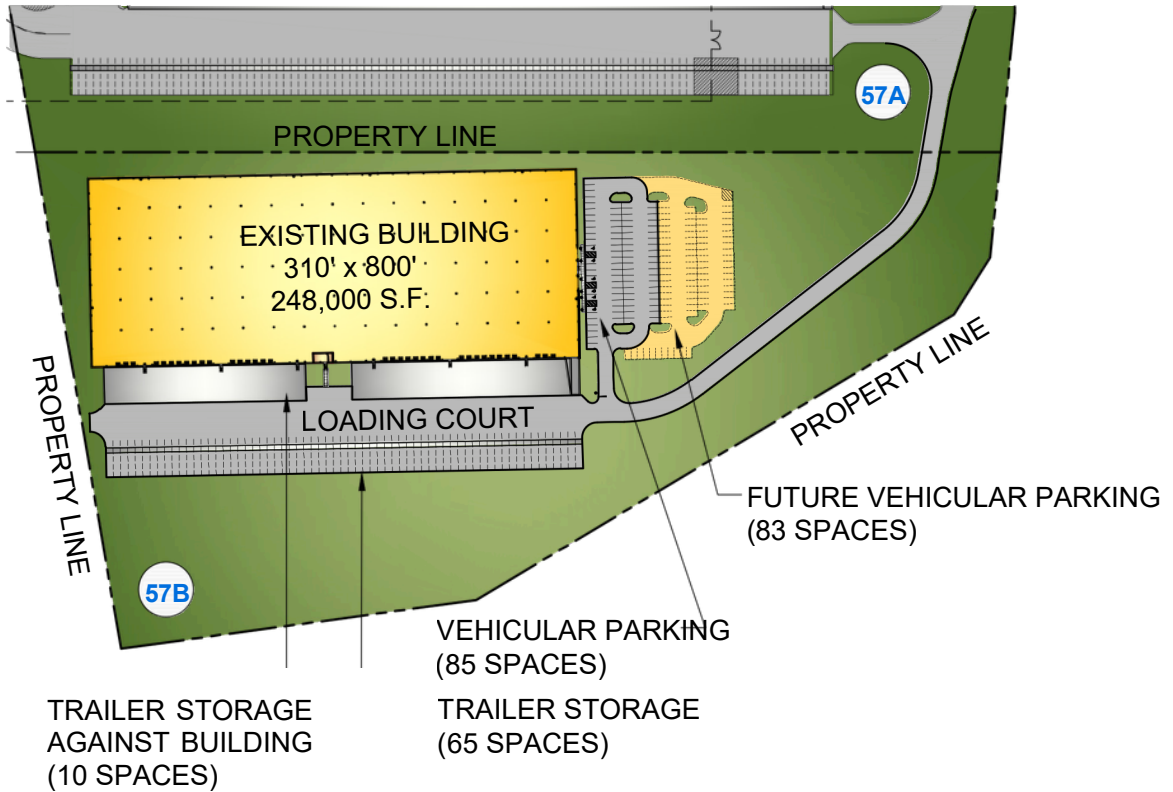 57A
PROPERTY LINE
EXISTING BUILDING
310' x 800'
248,000 S.F.
PROPERTY LINE
PROPERTY LINE
LOADING COURT
FUTURE VEHICULAR PARKING
(83 SPACES)
57B
VEHICULAR PARKING
(85 SPACES)
TRAILER STORAGE
AGAINST BUILDING
(10 SPACES)
TRAILER STORAGE
(65 SPACES)